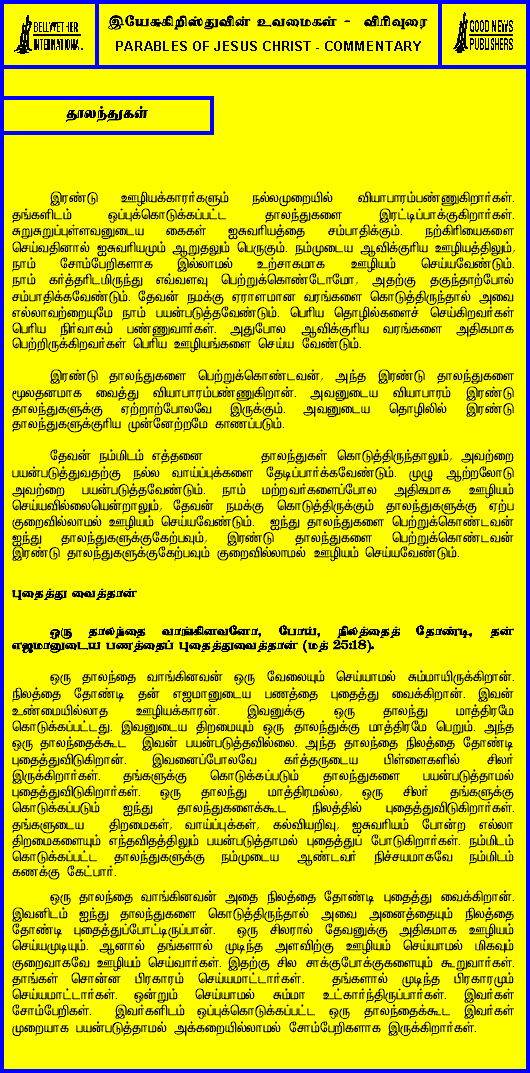 BELLWETHER
INTERNATIONAL
இயேசுகிறிஸ்துவின் உவமைகள் - விரிவுரை
PARABLES OF JESUS CHRIST - COMMENTARY
GOOD NEWS
PUBLISHERS
தாலந்துகள்
இரண்டு ஊழியக்காரர்களும் நல்லமுறையில் வியாபாரம்பண்ணுகிறார்கள்.
தங்களிடம் ஒப்புக்கொடுக்கப்பட்ட தாலந்துகளை இரட்டிப்பாக்குகிறார்கள்.
சுறுசுறுப்புள்ளவனுடைய கைகள் ஐசுவரியத்தை சம்பாதிக்கும். நற்கிரியைகளை
செய்வதினால் ஐசுவரியமும் ஆறுதலும் பெருகும். நம்முடைய ஆவிக்குரிய ஊழியத்திலும்,
நாம் சோம்பேறிகளாக இல்லாமல் உற்சாகமாக ஊழியம் செய்யவேண்டும்.
நாம் கர்த்தரிடமிருந்து எவ்வளவு பெற்றுக்கொண்டோமோ, அதற்கு தகுந்தாற்போல்
சம்பாதிக்கவேண்டும். தேவன் நமக்கு ஏராளமான வரங்களை கொடுத்திருந்தால் அவை
எல்லாவற்றையுமே நாம் பயன்படுத்தவேண்டும். பெரிய தொழில்களைச் செய்கிறவர்கள்
பெரிய நிர்வாகம் பண்ணுவார்கள். அதுபோல ஆவிக்குரிய வரங்களை அதிகமாக
பெற்றிருக்கிறவர்கள் பெரிய ஊழியங்களை செய்ய வேண்டும்.
இரண்டு தாலந்துகளை பெற்றுக்கொண்டவன், அந்த இரண்டு தாலந்துகளை
மூலதனமாக வைத்து வியாபாரம்பண்ணுகிறான். அவனுடைய வியாபாரம் இரண்டு
தாலந்துகளுக்கு ஏற்றாற்போலவே இருக்கும். அவனுடைய தொழிலில் இரண்டு
தாலந்துகளுக்குரிய முன்னேற்றமே காணப்படும்.
தேவன் நம்மிடம் எத்தனை தாலந்துகள் கொடுத்திருந்தாலும், அவற்றை
பயன்படுத்துவதற்கு நல்ல வாய்ப்புக்களை தேடிப்பார்க்கவேண்டும். முழு ஆற்றலோடு
அவற்றை பயன்படுத்தவேண்டும். நாம் மற்றவர்களைப்போல அதிகமாக ஊழியம்
செய்யவில்லையென்றாலும், தேவன் நமக்கு கொடுத்திருக்கும் தாலந்துகளுக்கு ஏற்ப
குறைவில்லாமல் ஊழியம் செய்யவேண்டும். ஐந்து தாலந்துகளை பெற்றுக்கொண்டவன்
ஐந்து தாலந்துகளுக்குகேற்பவும், இரண்டு தாலந்துகளை பெற்றுக்கொண்டவன்
இரண்டு தாலந்துகளுக்குகேற்பவும் குறைவில்லாமல் ஊழியம் செய்யவேண்டும்.
புதைத்து வைத்தான்
ஒரு தாலந்தை வாங்கினவனோ, போய், நிலத்தைத் தோண்டி, தன்
எஜமானுடைய பணத்தைப் புதைத்துவைத்தான் (மத் 25:18).
ஒரு தாலந்தை வாங்கினவன் ஒரு வேலையும் செய்யாமல் சும்மாயிருக்கிறான்.
நிலத்தை தோண்டி தன் எஜமானுடைய பணத்தை புதைத்து வைக்கிறான். இவன்
உண்மையில்லாத ஊழியக்காரன். இவனுக்கு ஒரு தாலந்து மாத்திரமே
கொடுக்கப்பட்டது. இவனுடைய திறமையும் ஒரு தாலந்துக்கு மாத்திரமே பெறும். அந்த
ஒரு தாலந்தைக்கூட இவன் பயன்படுத்தவில்லை. அந்த தாலந்தை நிலத்தை தோண்டி
புதைத்துவிடுகிறான். இவனைப்போலவே கர்த்தருடைய பிள்ளைகளில் சிலர்
இருக்கிறார்கள். தங்களுக்கு கொடுக்கப்படும் தாலந்துகளை பயன்படுத்தாமல்
புதைத்துவிடுகிறார்கள். ஒரு தாலந்து மாத்திரமல்ல, ஒரு சிலர் தங்களுக்கு
கொடுக்கப்படும் ஐந்து தாலந்துகளைக்கூட நிலத்தில் புதைத்துவிடுகிறார்கள்.
தங்களுடைய திறமைகள், வாய்ப்புக்கள், கல்வியறிவு, ஐசுவரியம் போன்ற எல்லா
திறமைகளையும் எந்தவிதத்திலும் பயன்படுத்தாமல் புதைத்துப் போடுகிறார்கள். நம்மிடம்
கொடுக்கப்பட்ட தாலந்துகளுக்கு நம்முடைய ஆண்டவர் நிச்சயமாகவே நம்மிடம்
கணக்கு கேட்பார்.
ஒரு தாலந்தை வாங்கினவன் அதை நிலத்தை தோண்டி புதைத்து வைக்கிறான்.
இவனிடம் ஐந்து தாலந்துகளை கொடுத்திருந்தால் அவை அனைத்தையும் நிலத்தை
தோண்டி புதைத்துப்போட்டிருப்பான். ஒரு சிலரால் தேவனுக்கு அதிகமாக ஊழியம்
செய்யமுடியும். ஆனால் தங்களால் முடிந்த அளவிற்கு ஊழியம் செய்யாமல் மிகவும்
குறைவாகவே ஊழியம் செய்வார்கள். இதற்கு சில சாக்குபோக்குகளையும் கூறுவார்கள்.
தாங்கள் சொன்ன பிரகாரம் செய்யமாட்டார்கள். தங்களால் முடிந்த பிரகாரமும்
செய்யமாட்டார்கள். ஒன்றும் செய்யாமல் சும்மா உட்கார்ந்திருப்பார்கள். இவர்கள்
சோம்பேறிகள். இவர்களிடம் ஒப்புக்கொடுக்கப்பட்ட ஒரு தாலந்தைக்கூட இவர்கள்
முறையாக பயன்படுத்தாமல் அக்கறையில்லாமல் சோம்பேறிகளாக இருக்கிறார்கள்.